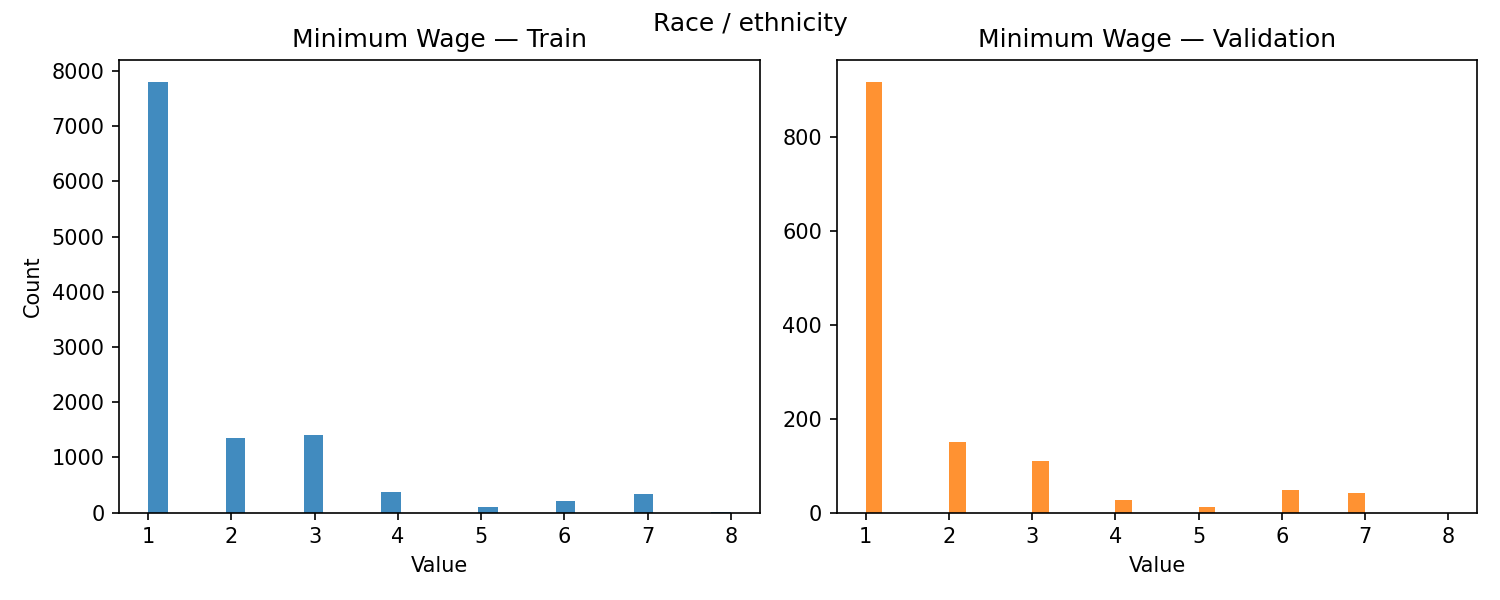 Race / ethnicity
Minimum Wage — Train
8000
7000
6000
5000
4000
3000
2000
1000
0
Count
1 2 3 4 5 6 7 8
Value
Minimum Wage — Validation
800
600
400
200
0
1 2 3 4 5 6 7 8
Value